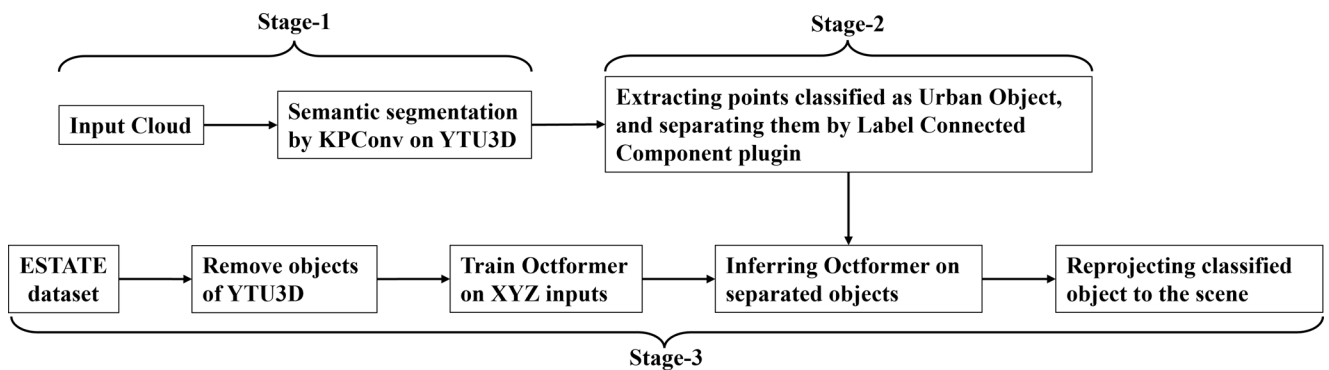 Stage-1
Stage-2
Input Cloud
Semantic segmentation
by KPConv on YTU3D
Extracting points classified as Urban Object,
and separating them by Label Connected
Component plugin
ESTATE
dataset
Remove objects
of YTU3D
Train Octformer
on XYZ inputs
Inferring Octformer on
separated objects
Reprojecting classified
object to the scene
Stage-3